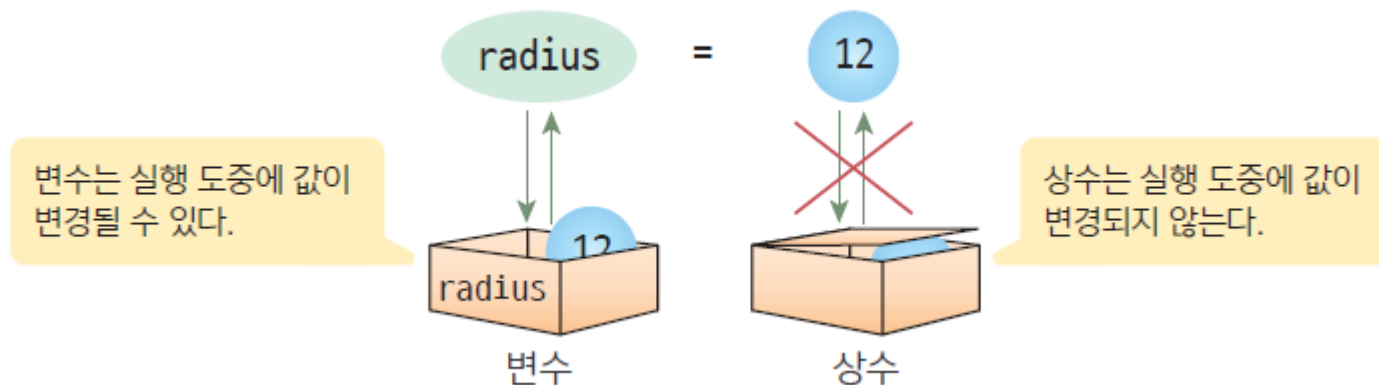 radius = 12
변수는 실행 도중에 값이
변경될 수 있다.
상수는 실행 도중에 값이
변경되지 않는다.
12
radius
변수
상수